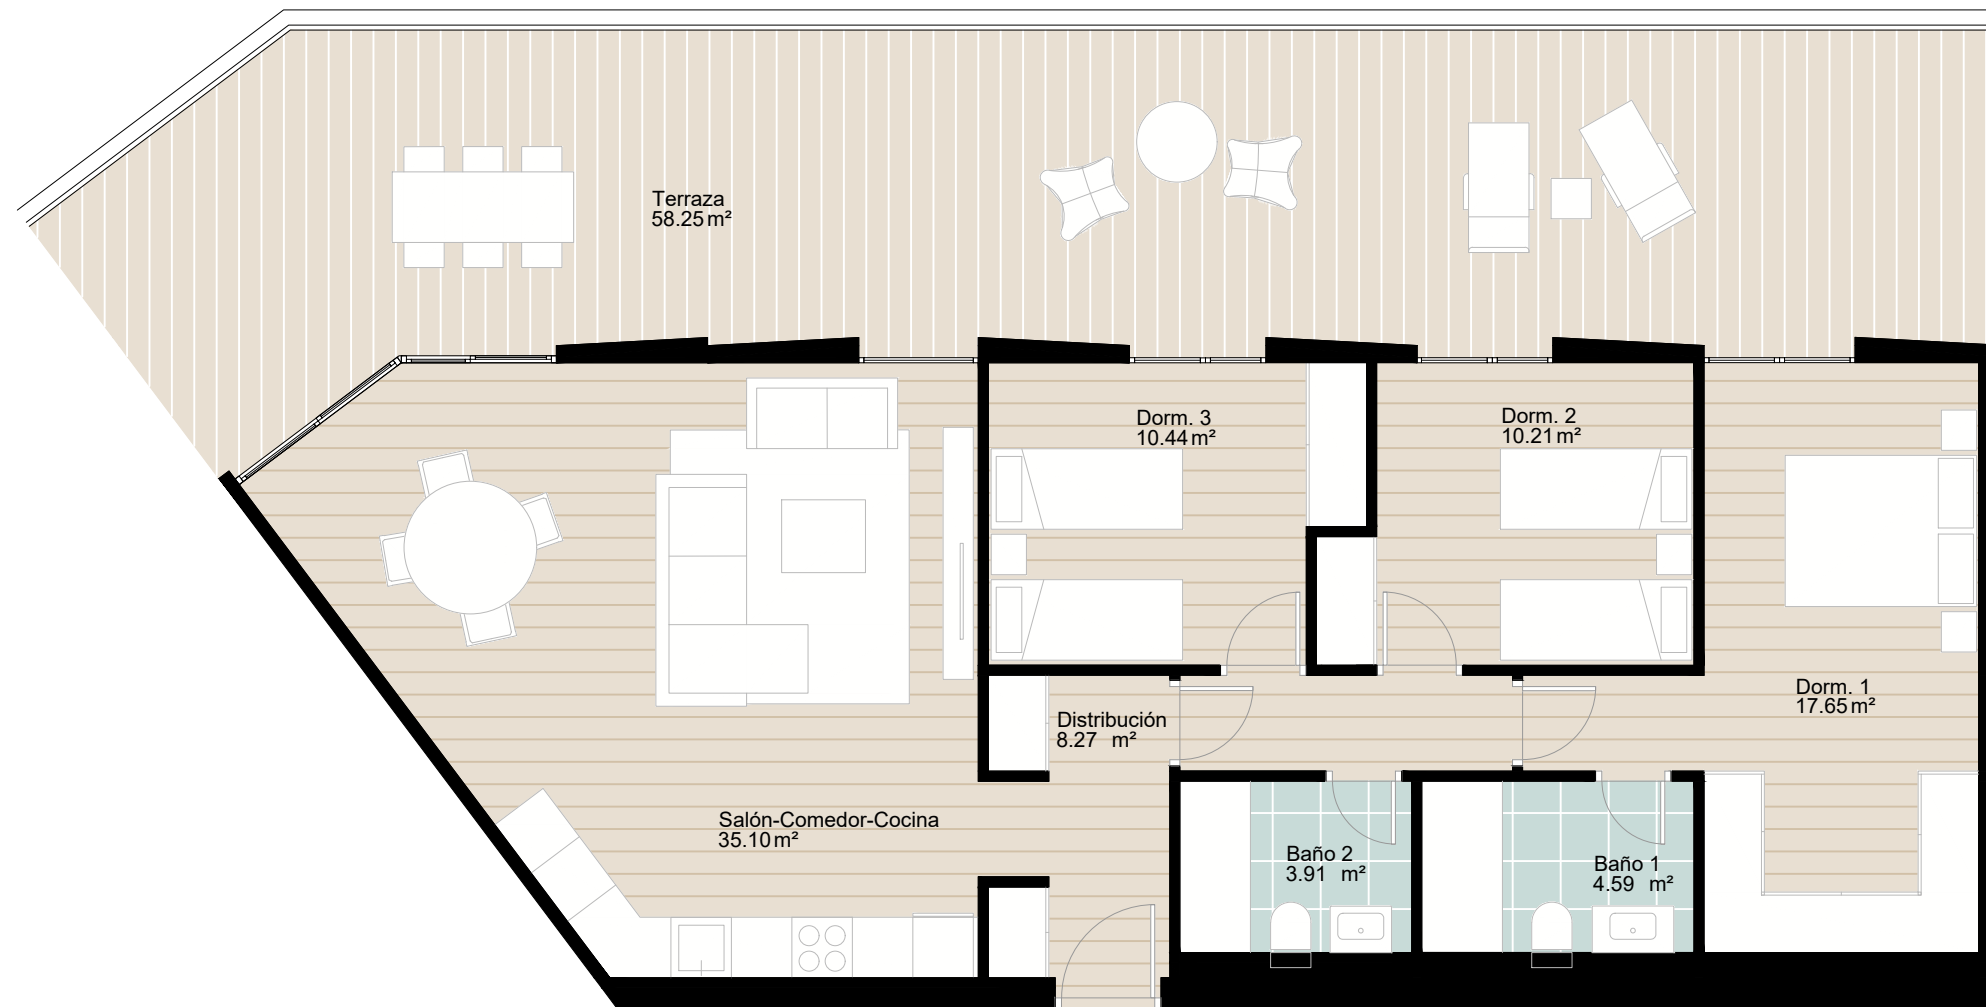 Terraza
58.25 m²
Dorm. 3
10.44 m²
Dorm. 2
10.21 m²
Dorm. 1
17.65 m²
Distribución
8.27 m²
Salón-Comedor-Cocina
35.10 m²
Baño 2
3.91 m²
Baño 1
4.59 m²